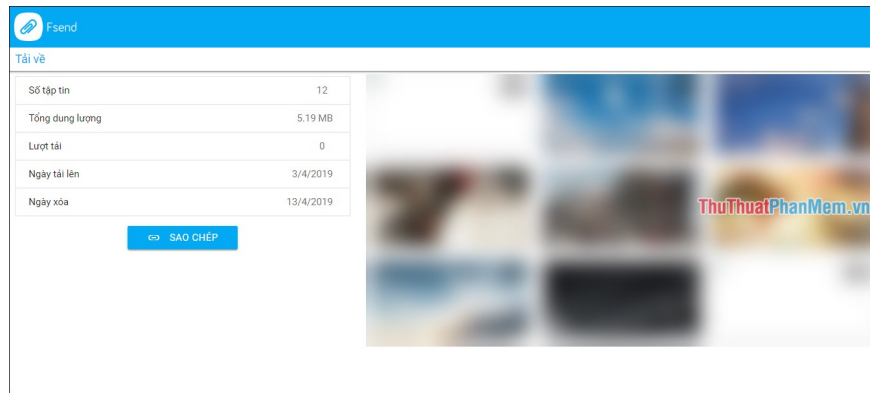 Fsend
Tải về
Số tập tin 12
Tổng dung lượng 5.19 MB
Lượt tải 0
Ngày tải lên 3/4/2019
Ngày xóa 13/4/2019
SAO CHÉP
ThuThuatPhanMem.vn